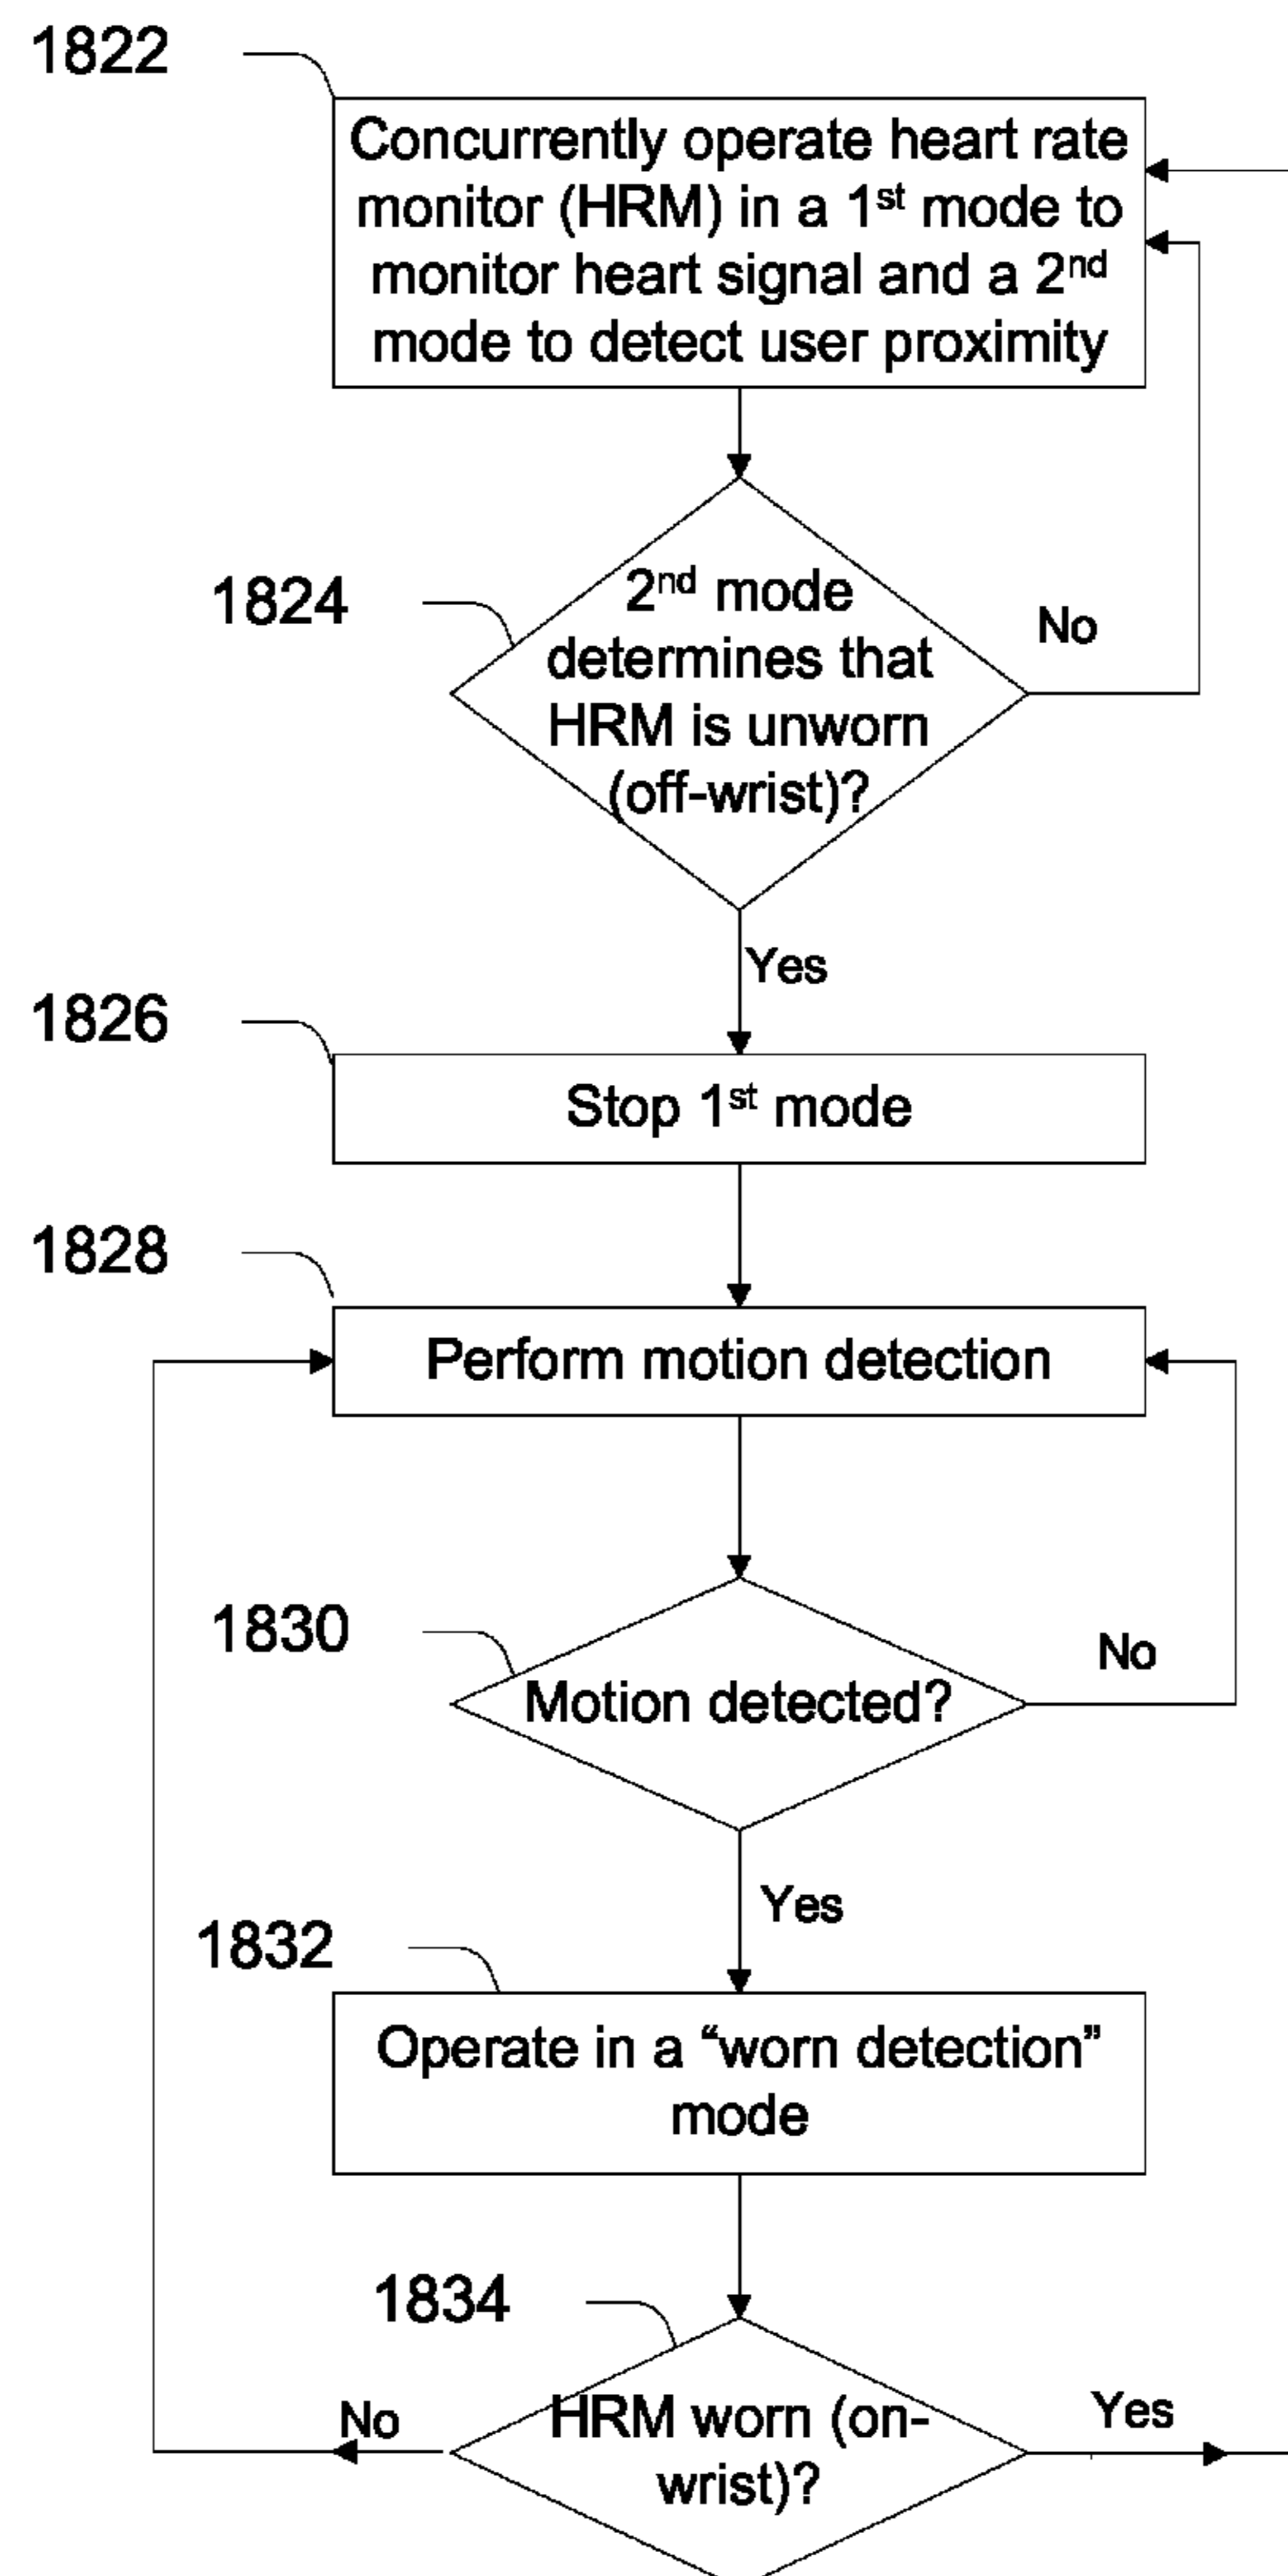 1822
Concurrently operate heart rate
monitor (HRM) in a 1st mode to
monitor heart signal and a 2nd
mode to detect user proximity
1824
2nd mode
determines that
HRM is unworn
(off-wrist)?
No
Yes
1826
Stop 1st mode
1828
Perform motion detection
1830
Motion detected?
No
Yes
1832
Operate in a “worn detection”
mode
1834
HRM worn (on-
wrist)?
No
Yes